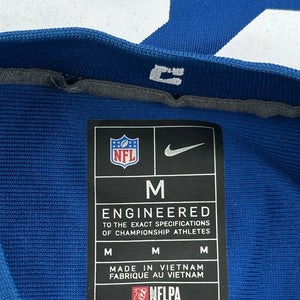 NFL
M
ENGINEERED
TO THE EXACT SPECIFICATIONS
OF CHAMPIONSHIP ATHLETES
M M M
MADE IN VIETNAM
FABRIQUÉ AU VIETNAM
NFLPA